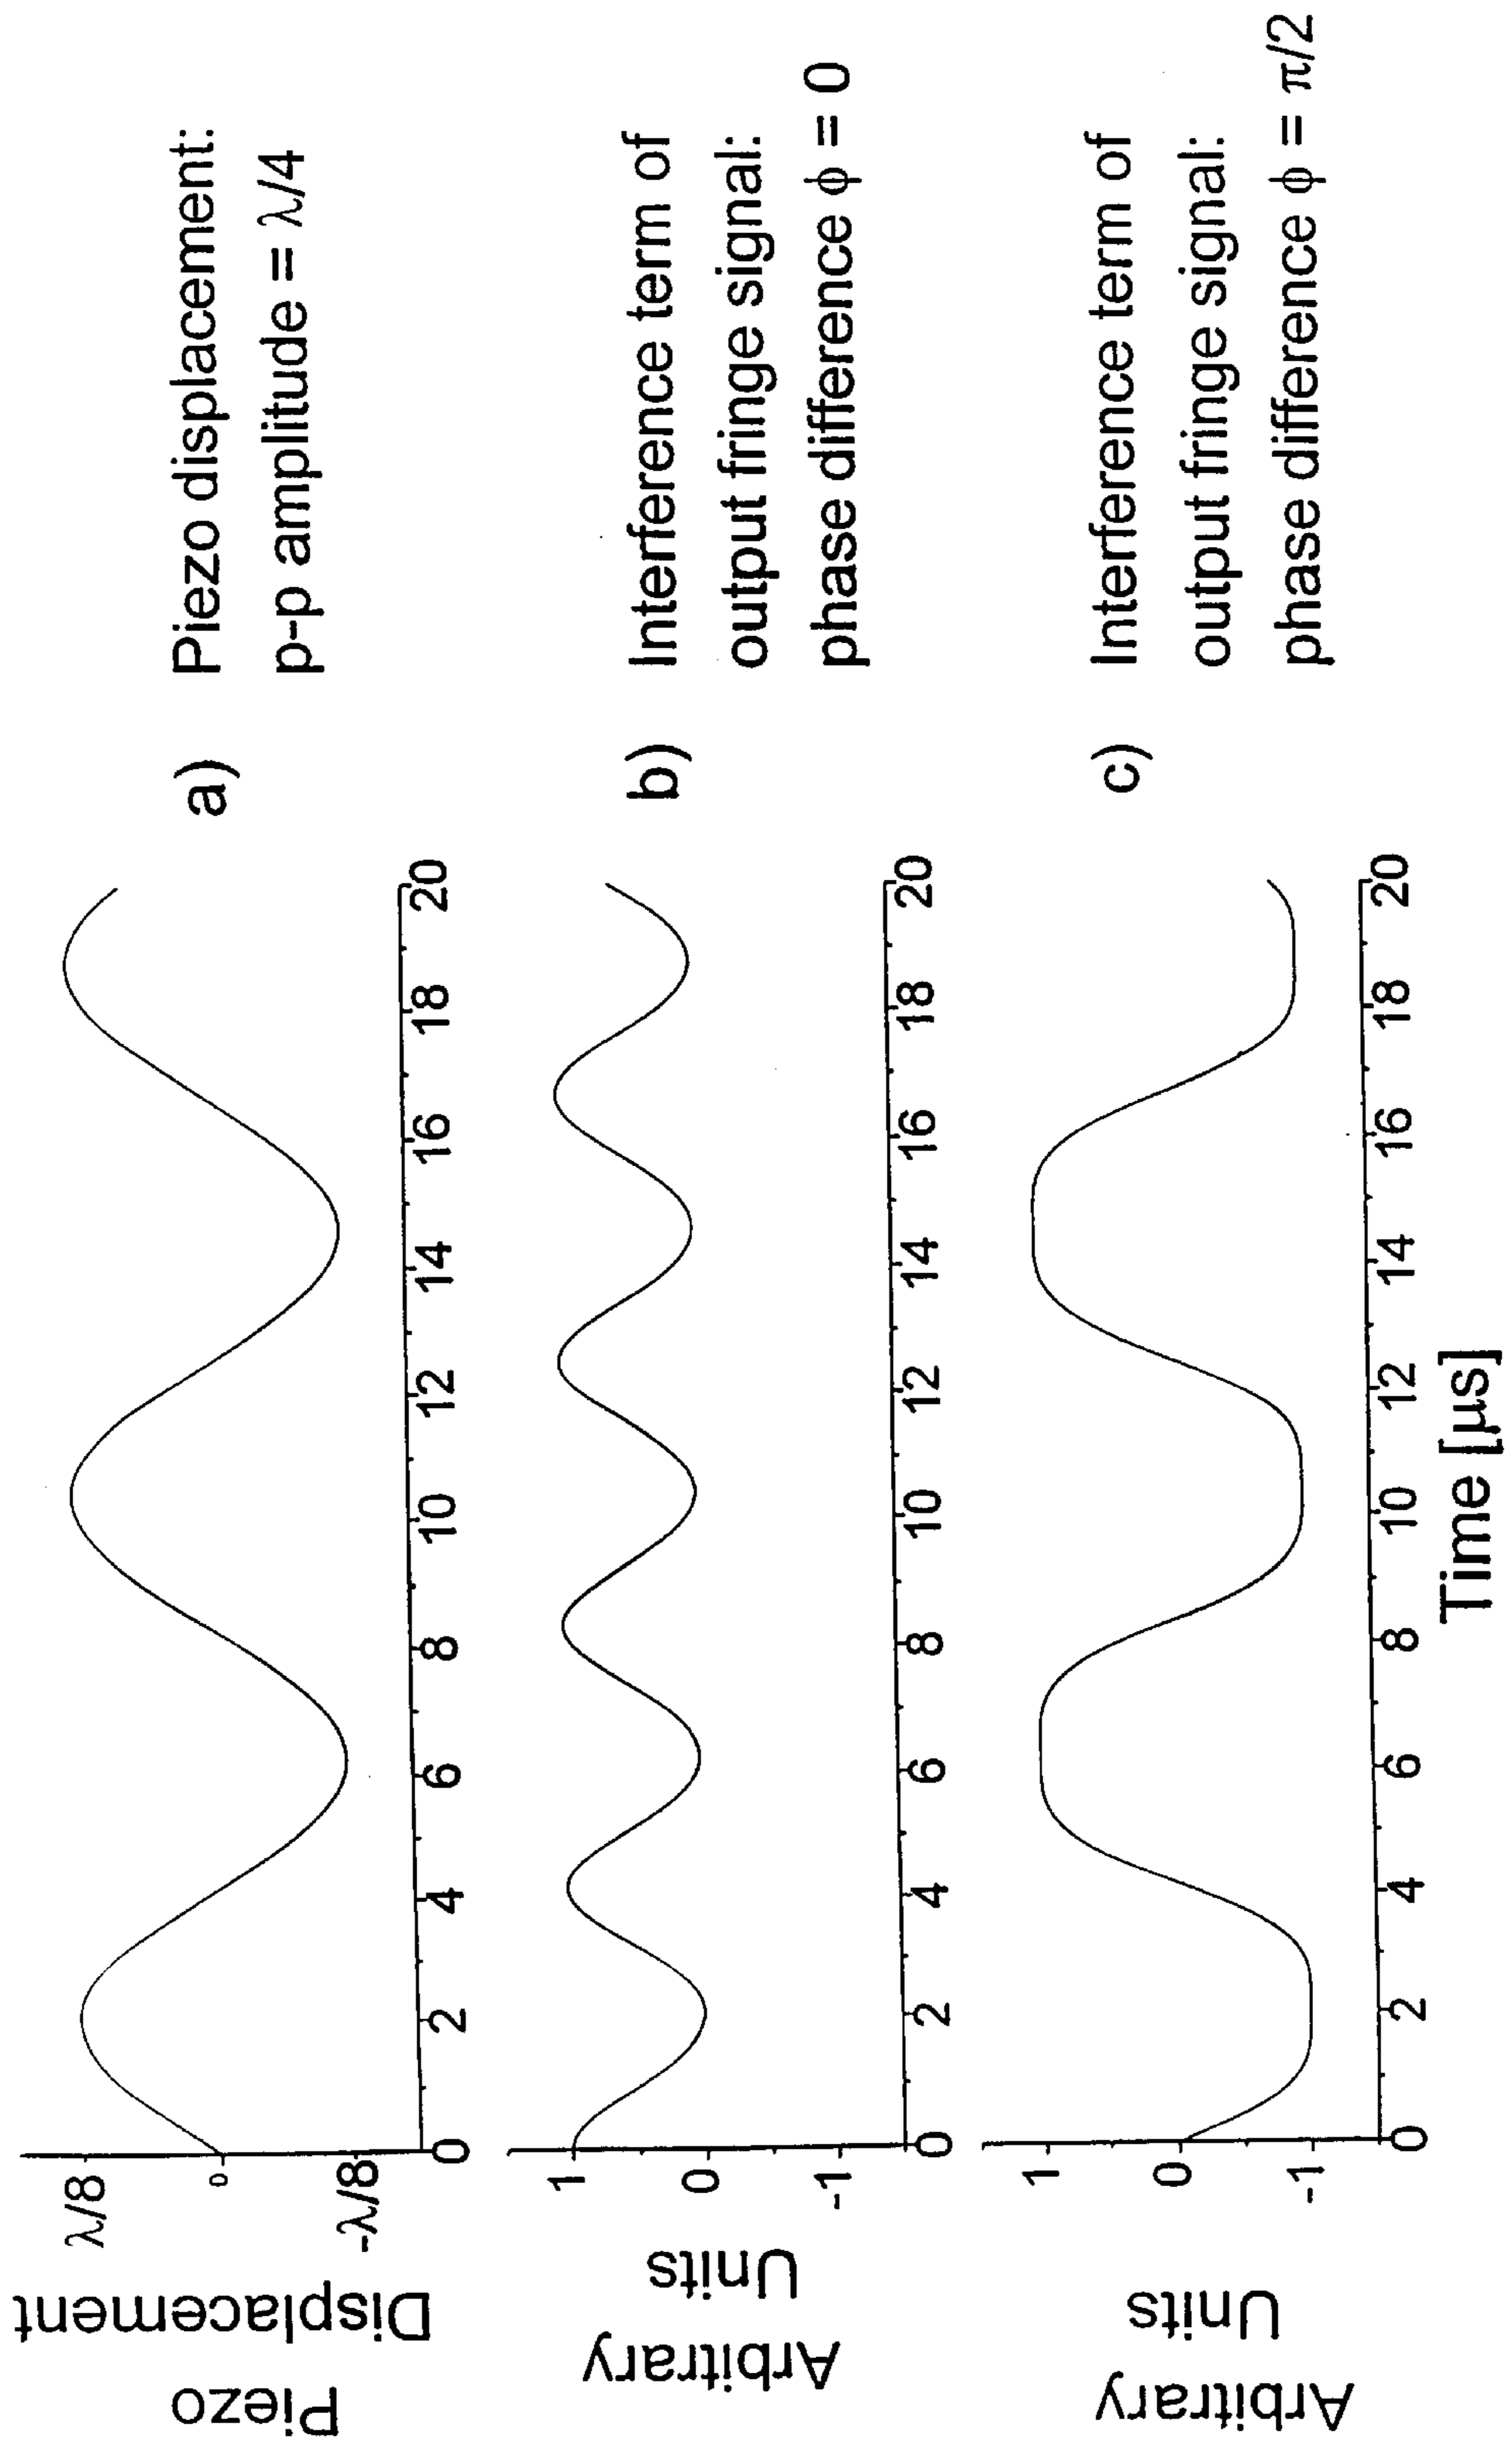 Piezo
Displacement
λ/8
0
-λ/8
0 2 4 6 8 10 12 14 16 18 20
a) Piezo displacement:
p-p amplitude = λ/4
Arbitrary
Units
1
0
-1
0 2 4 6 8 10 12 14 16 18 20
b) Interference term of
output fringe signal:
phase difference ϕ = 0
Arbitrary
Units
1
0
-1
0 2 4 6 8 10 12 14 16 18 20
Time [μs]
c) Interference term of
output fringe signal:
phase difference ϕ = π/2